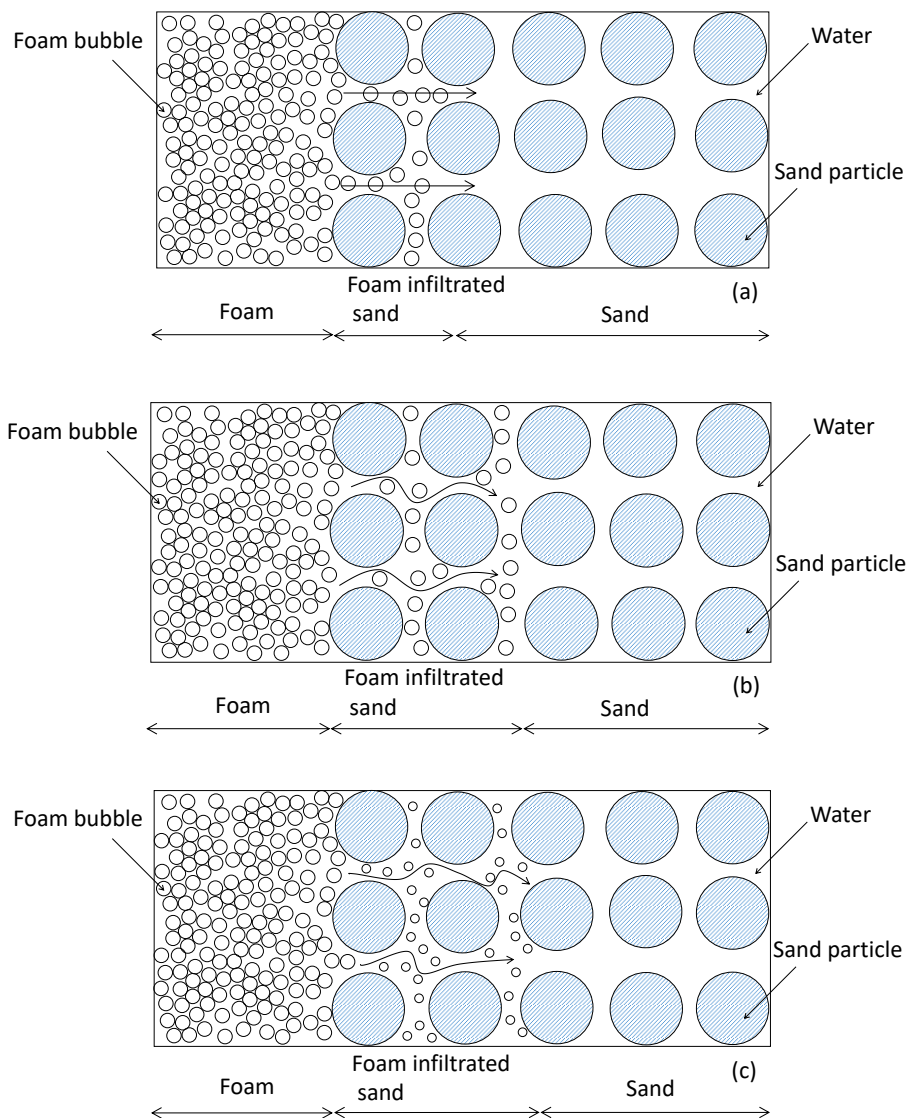 Foam bubble
Water
Sand particle
Foam infiltrated
sand
(a)
Foam
Sand
Foam bubble
Water
Sand particle
Foam infiltrated
sand
(b)
Foam
Sand
Foam bubble
Water
Sand particle
Foam infiltrated
sand
(c)
Foam
Sand